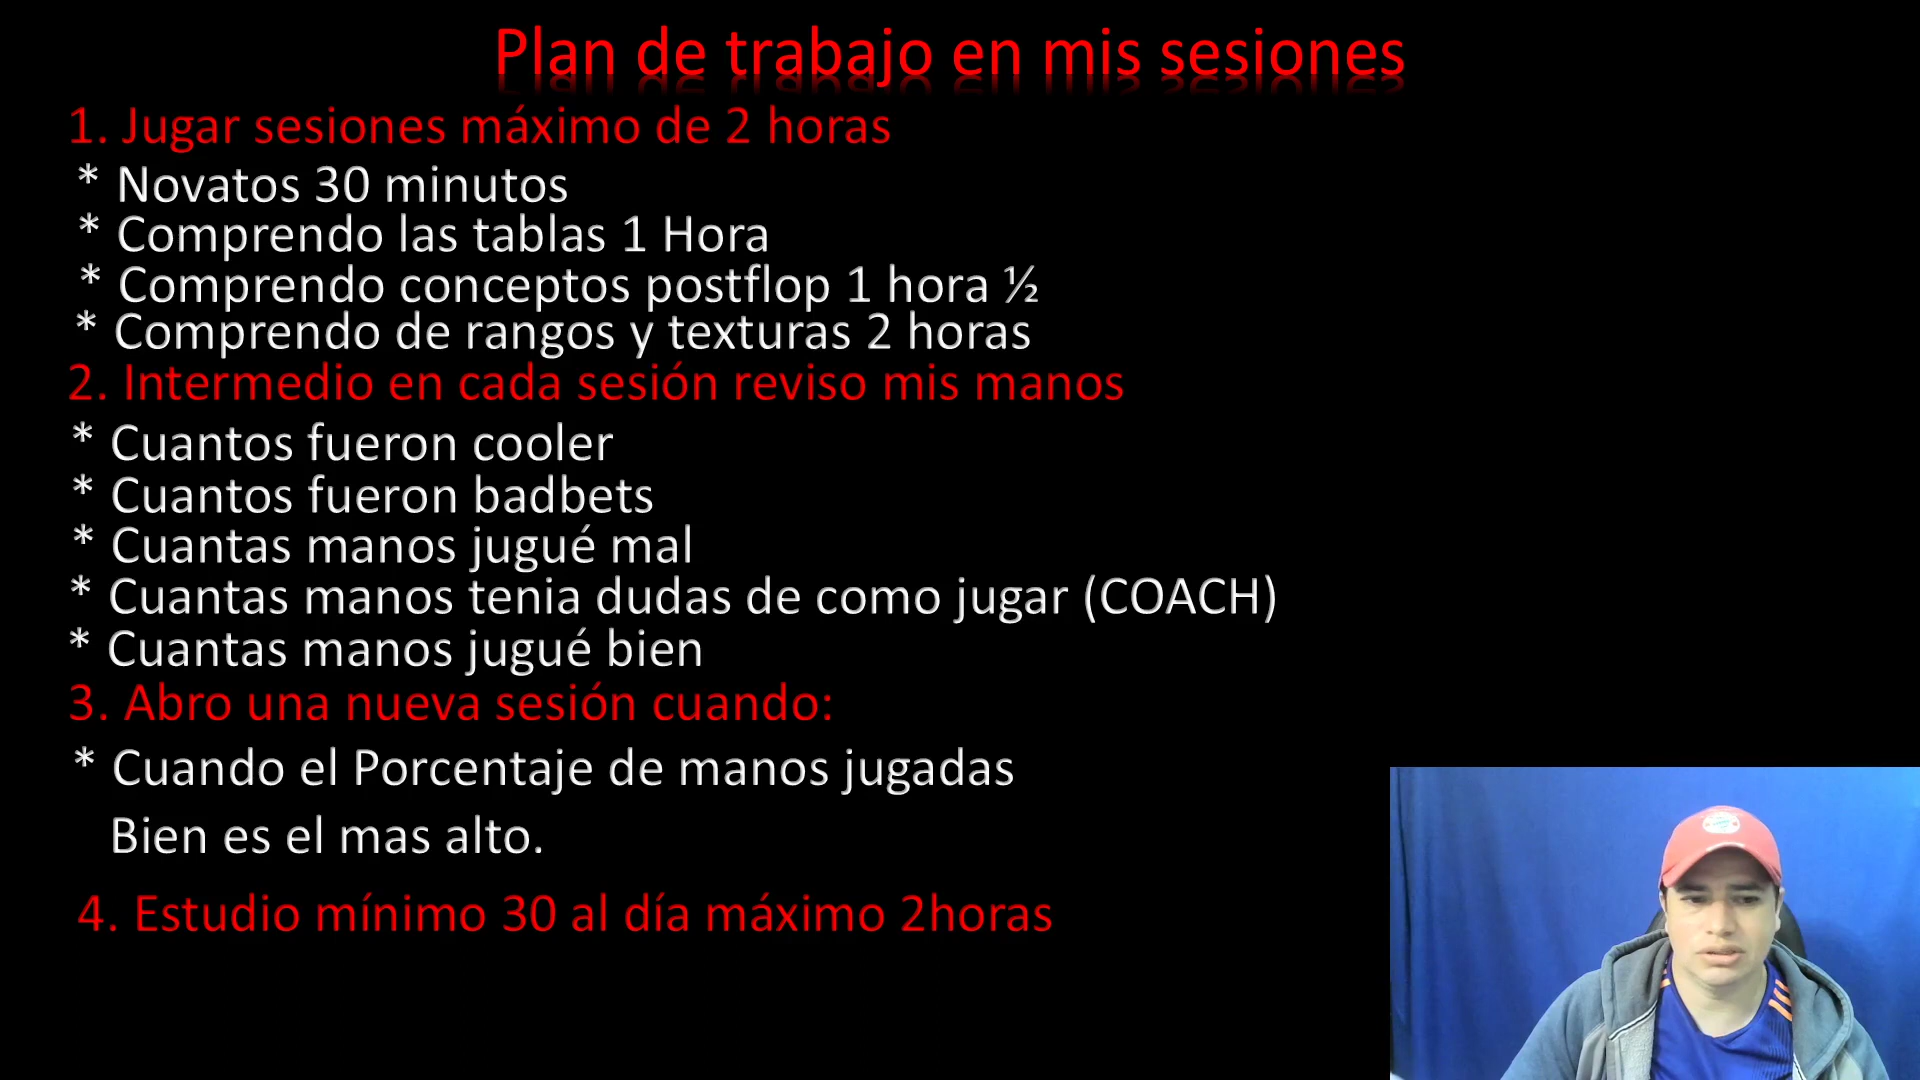 Plan de trabajo en mis sesiones
1. Jugar sesiones máximo de 2 horas
* Novatos 30 minutos
* Comprendo las tablas 1 Hora
* Comprendo conceptos postflop 1 hora ½
* Comprendo de rangos y texturas 2 horas
2. Intermedio en cada sesión reviso mis manos
* Cuantos fueron cooler
* Cuantos fueron badbets
* Cuantas manos jugué mal
* Cuantas manos tenia dudas de como jugar (COACH)
* Cuantas manos jugué bien
3. Abro una nueva sesión cuando:
* Cuando el Porcentaje de manos jugadas
Bien es el mas alto.
4. Estudio mínimo 30 al día máximo 2horas